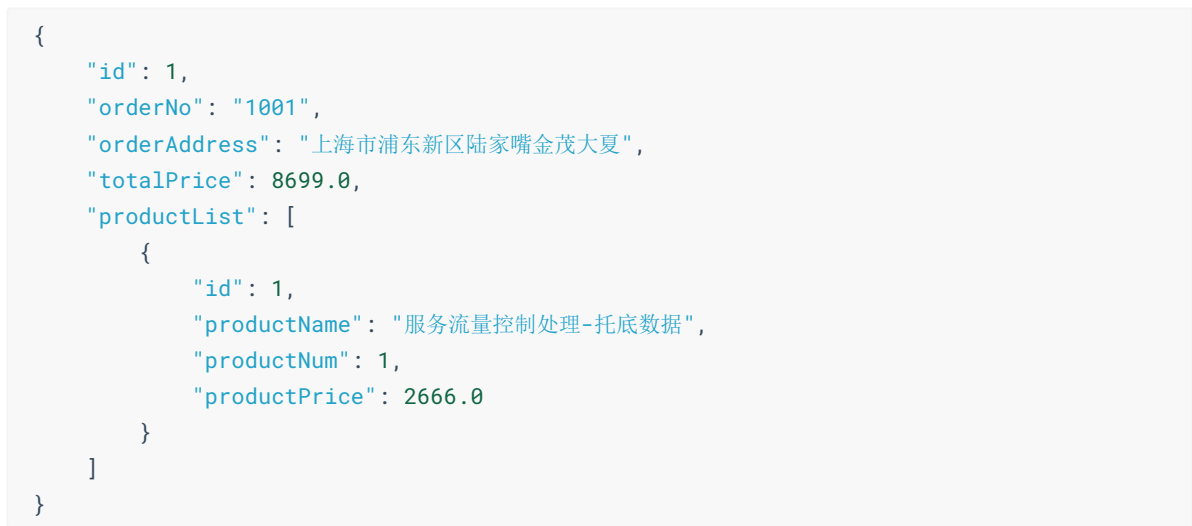 {
    "id": 1,
    "orderNo": "1001",
    "orderAddress": "上海市浦东新区陆家嘴金茂大夏",
    "totalPrice": 8699.0,
    "productList": [
        {
            "id": 1,
            "productName": "服务流量控制处理-托底数据",
            "productNum": 1,
            "productPrice": 2666.0
        }
    ]
}